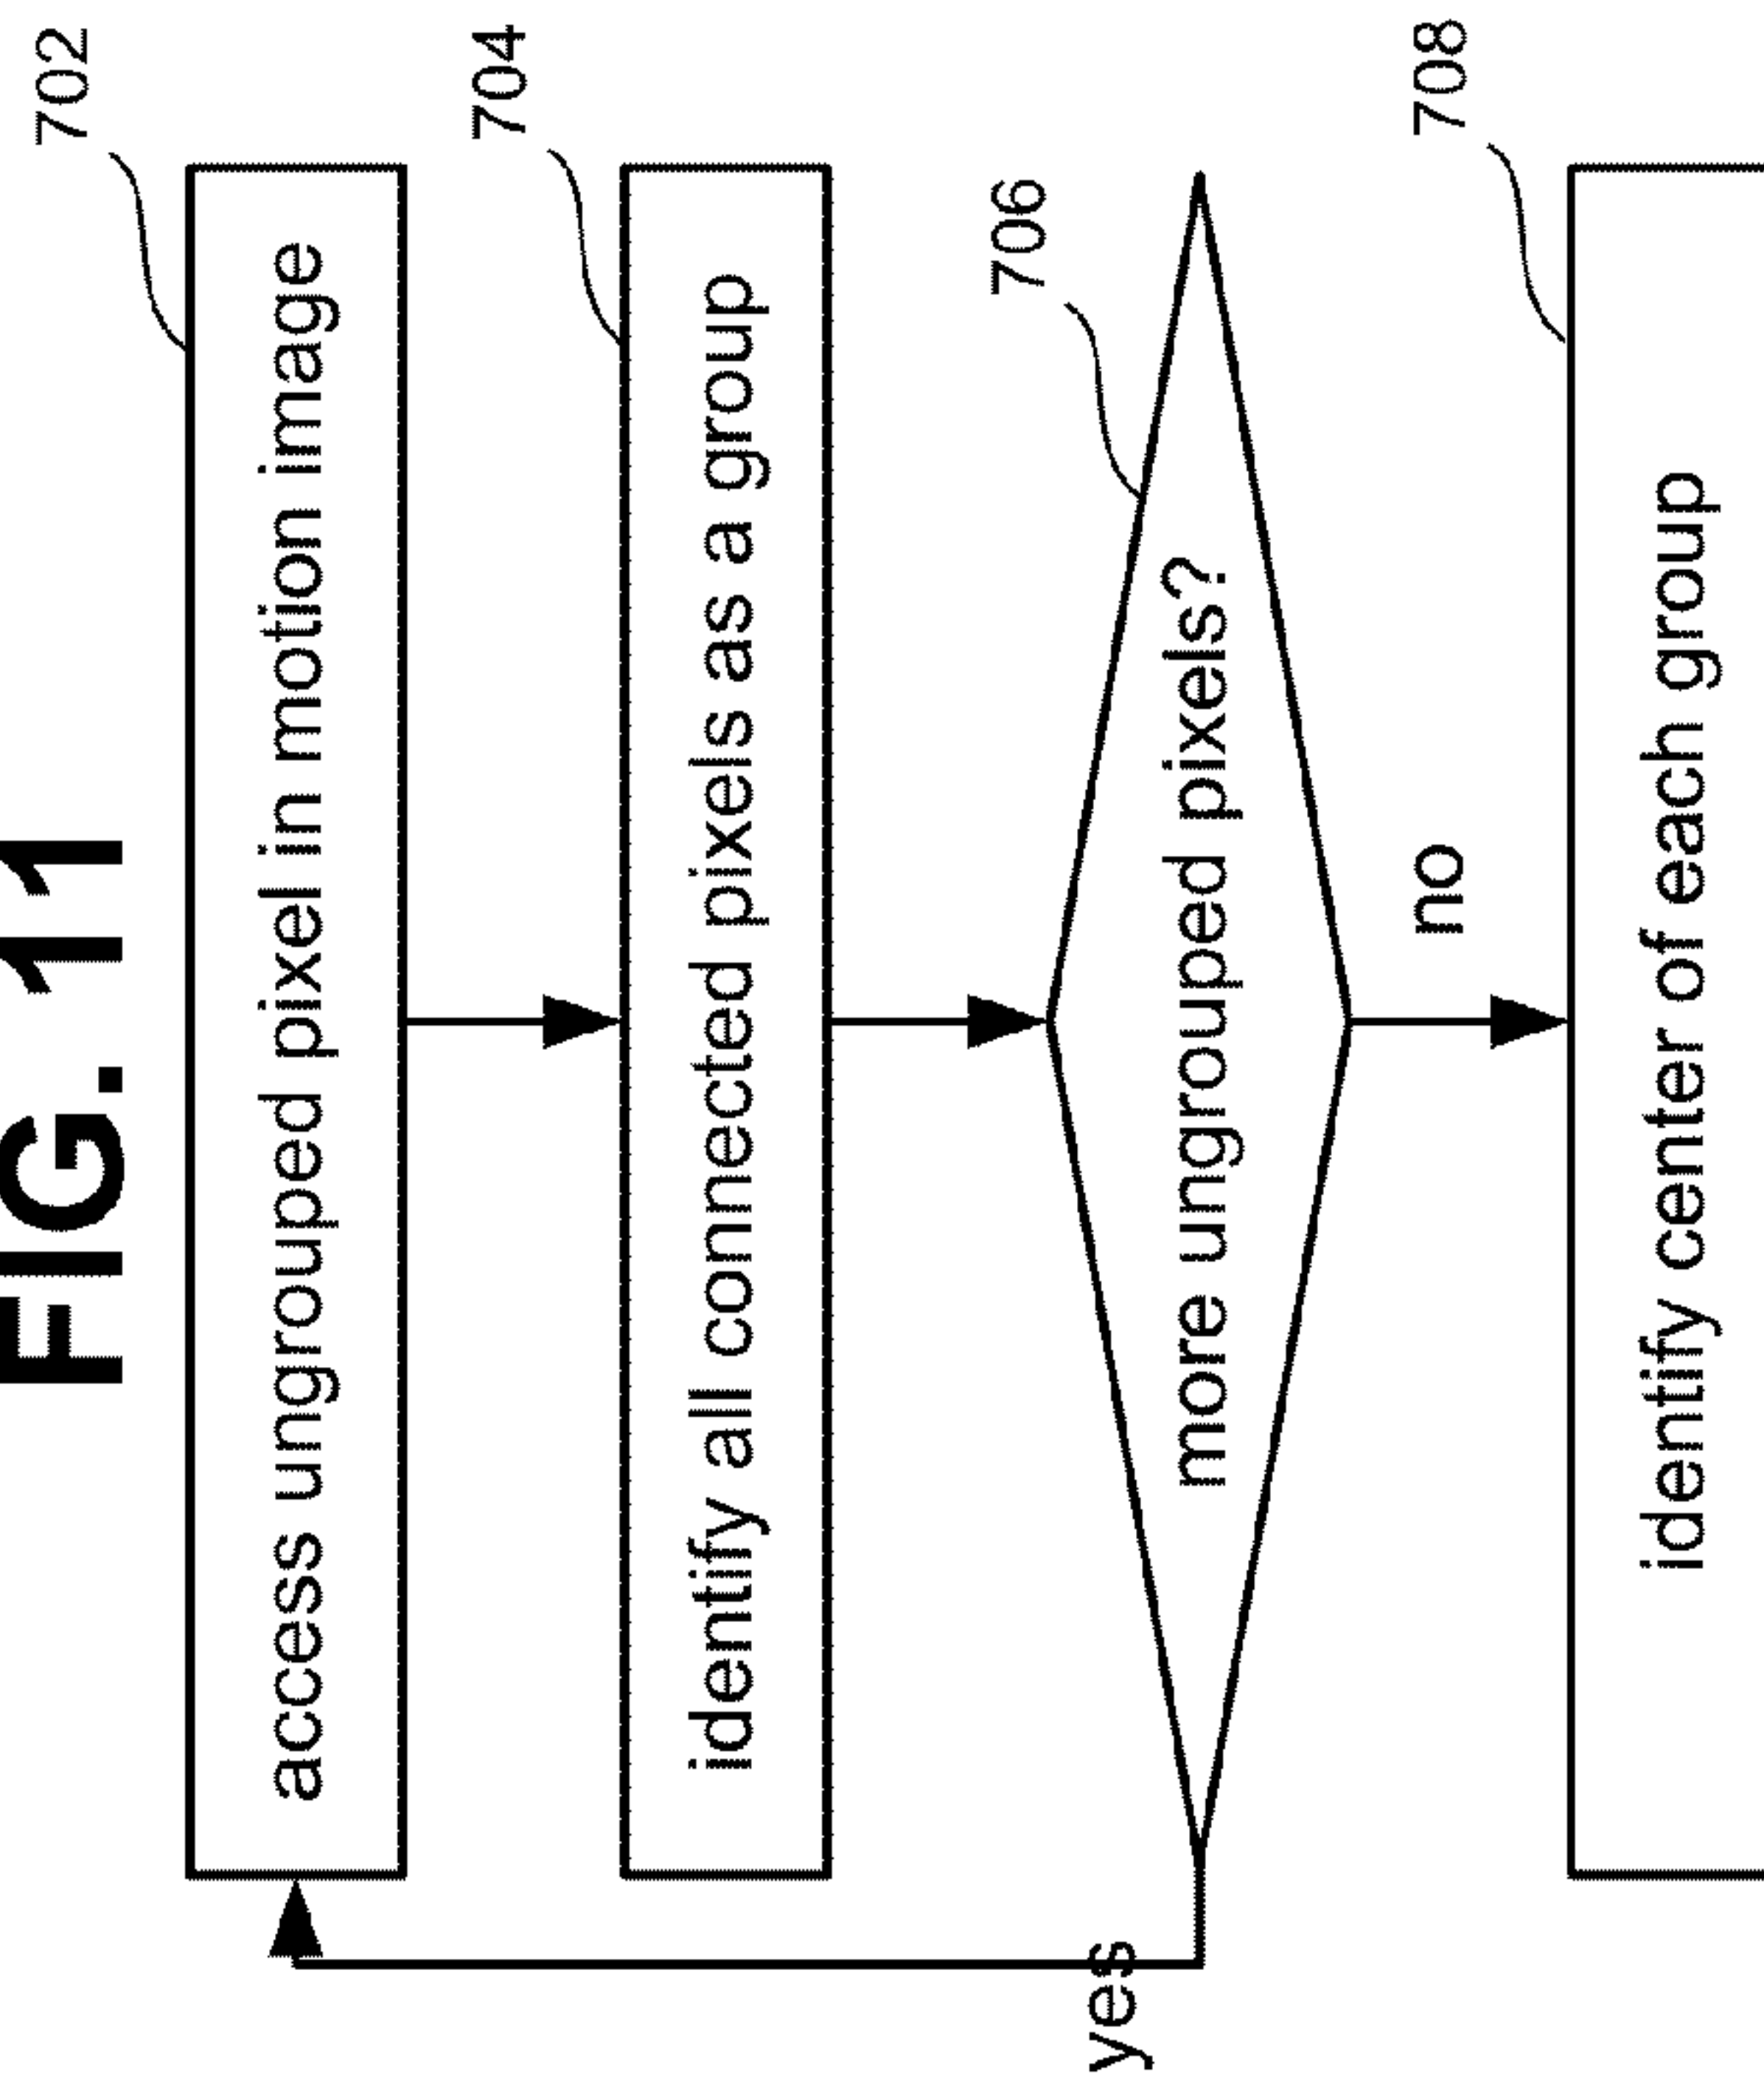 FIG. 11
702
access ungrouped pixel in motion image
704
identify all connected pixels as a group
706
more ungrouped pixels?
yes
no
708
identify center of each group